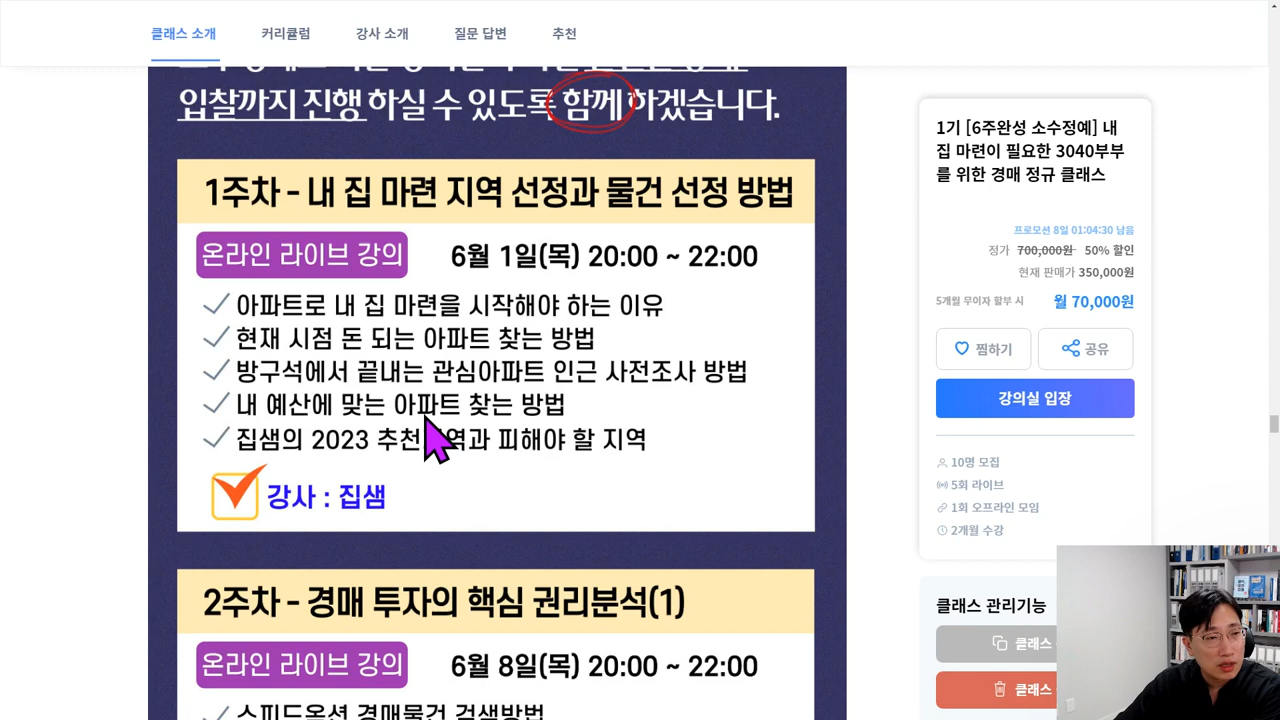 클래스 소개
커리큘럼
강사 소개
질문 답변
추천
입찰까지 진행 하실 수 있도록 함께 하겠습니다.
1주차 - 내 집 마련 지역 선정과 물건 선정 방법
온라인 라이브 강의
6월 1일(목) 20:00 ~ 22:00
아파트로 내 집 마련을 시작해야 하는 이유
현재 시점 돈 되는 아파트 찾는 방법
방구석에서 끝내는 관심아파트 인근 사전조사 방법
내 예산에 맞는 아파트 찾는 방법
집샘의 2023 추천 지역과 피해야 할 지역
강사 : 집샘
2주차 - 경매 투자의 핵심 권리분석(1)
온라인 라이브 강의
6월 8일(목) 20:00 ~ 22:00
스피드옥션 경매물건 검색방법
1기 [6주완성 소수정예] 내
집 마련이 필요한 3040부부
를 위한 경매 정규 클래스
프로모션 8일 01:04:30 남음
정가 700,000원 50% 할인
현재 판매가 350,000원
5개월 무이자 할부 시 월 70,000원
찜하기
공유
강의실 입장
10명 모집
5회 라이브
1회 오프라인 모임
2개월 수강
클래스 관리기능
클래스
클래스